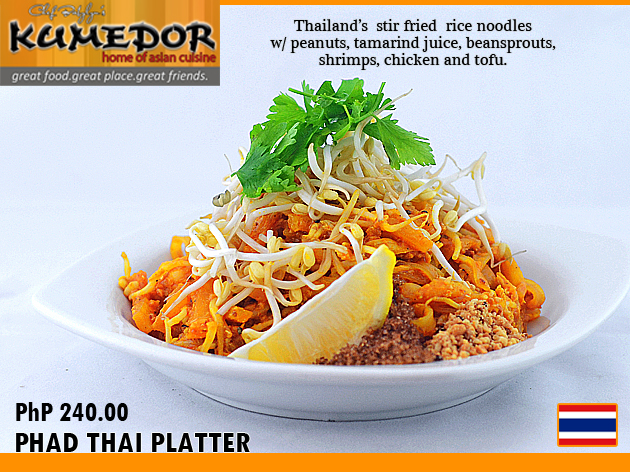 KUMEDOR
home of asian cuisine
great food.great place.great friends.
Thailand's stir fried rice noodles
w/ peanuts, tamarind juice, beansprouts,
shrimps, chicken and tofu.
PhP 240.00
PHAD THAI PLATTER